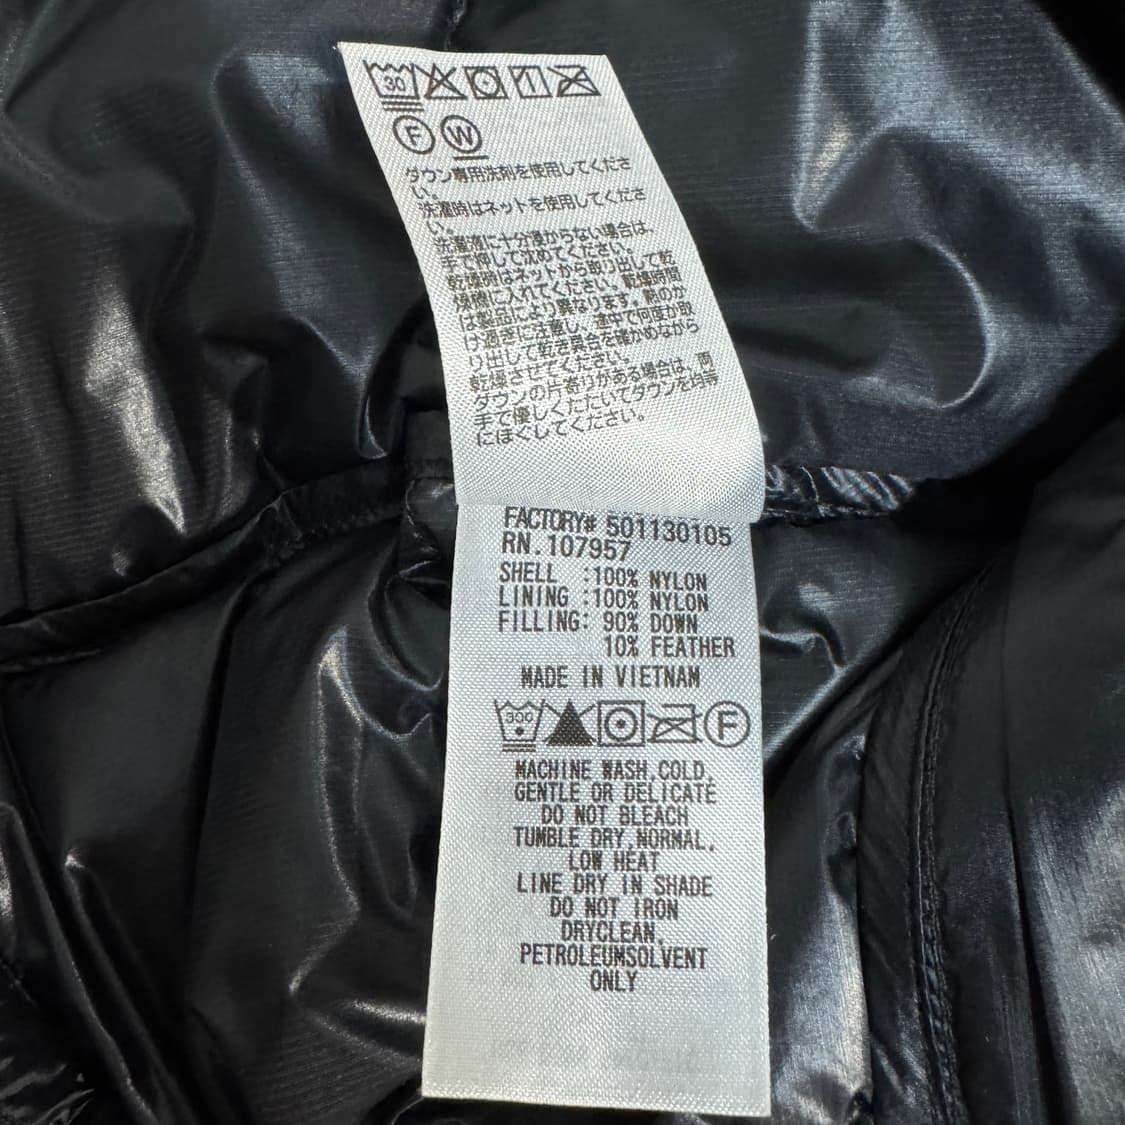 30
F W
ダウン専用洗剤を使用してくださ
い。
洗濯時はネットを使用してくださ
い。
洗濯液に十分浸からない場合は、
手で押して沈めてください。
乾燥時はネットから取り出して乾
燥機に入れてください。乾燥時間
は製品により異なります。熱のか
け過ぎに注意し、途中で何度か取
り出して乾き具合を確かめながら
乾燥させてください。
ダウンの片寄りがある場合は、両
手で優しくたたいてダウンを均等
にほぐしてください。
FACTORY# 501130105
RN.107957
SHELL :100% NYLON
LINING :100% NYLON
FILLING: 90% DOWN
10% FEATHER
MADE IN VIETNAM
30C F
MACHINE WASH,COLD,
GENTLE OR DELICATE
DO NOT BLEACH
TUMBLE DRY,NORMAL,
LOW HEAT
LINE DRY IN SHADE
DO NOT IRON
DRYCLEAN,
PETROLEUMSOLVENT
ONLY